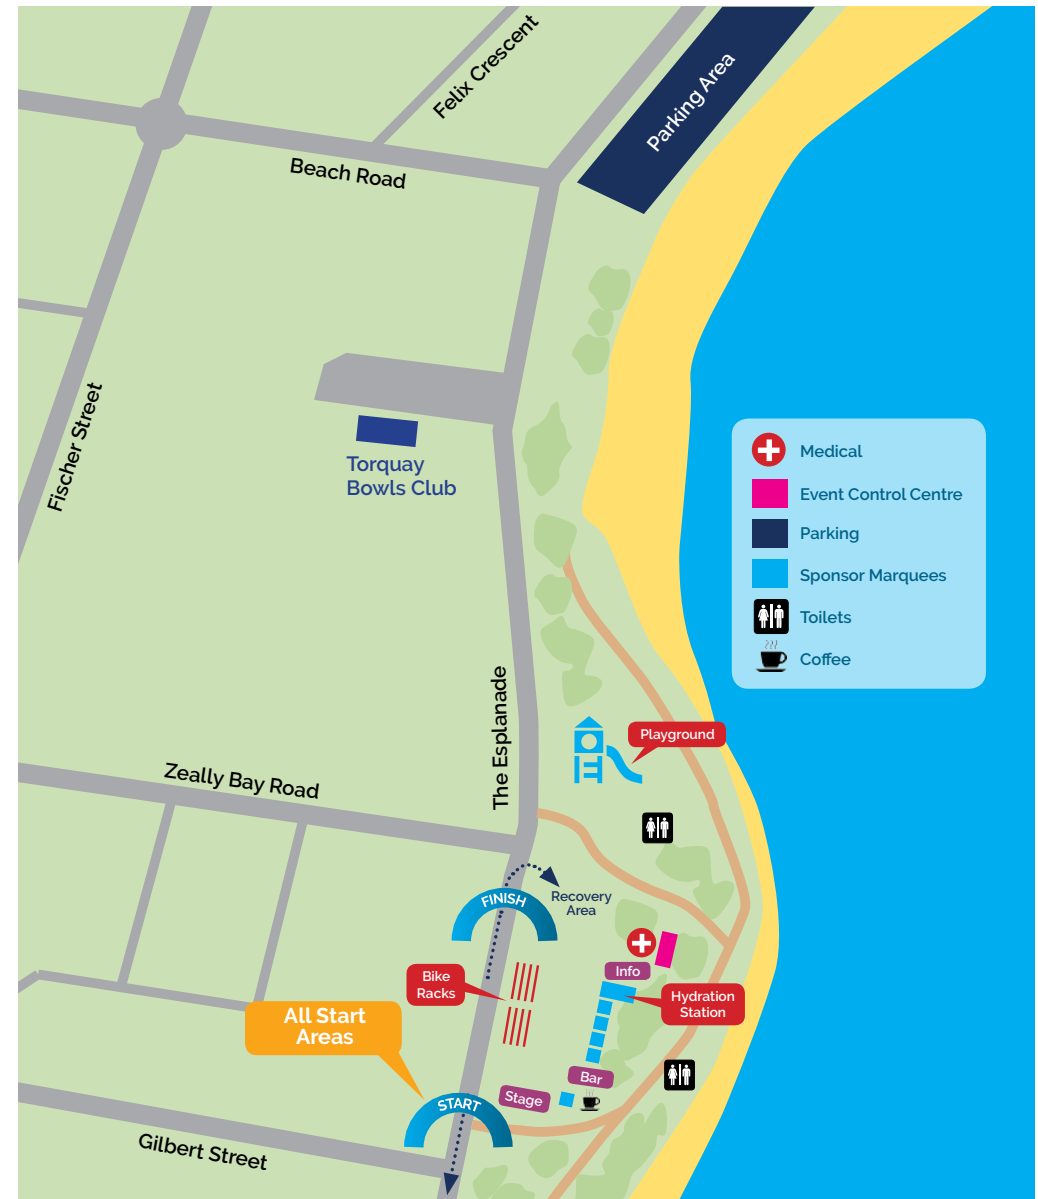 Felix Crescent
Parking Area
Beach Road
Fischer Street
Torquay
Bowls Club
Medical
Event Control Centre
Parking
Sponsor Marquees
Toilets
Coffee
The Esplanade
Playground
Zeally Bay Road
FINISH
Recovery
Area
Bike
Racks
Info
Hydration
Station
All Start
Areas
Bar
Stage
START
Gilbert Street